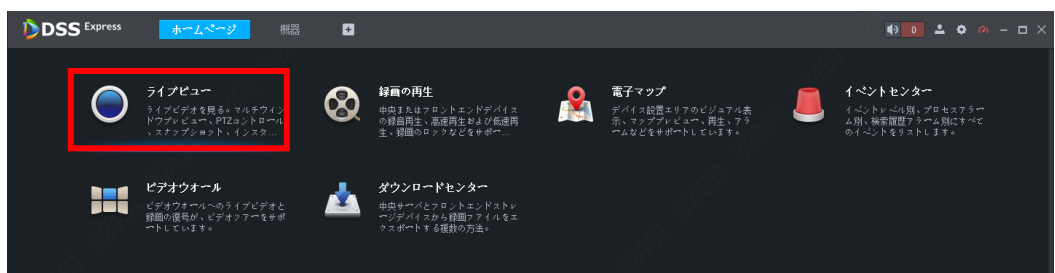 DSS Express
ホームページ
機器
0
ライブビュー
ライブビデオを見る。マルチウィン
ドウプレビュー、PTZコントロール
、スナップショット、インスタ...
録画の再生
中央またはフロントエンドデバイス
の録音再生、高速再生および低速再
生、録画のロックなどをサポー...
電子マップ
デバイス設置エリアのビジュアル表
示、マッププレビュー、再生、アラ
ームなどをサポートしています。
イベントセンター
イベントレベル別、プロセスアラー
ム別、検索履歴アラーム別にすべて
のイベントをリストします。
ビデオウォール
ビデオウォールへのライブビデオと
録画の復号が、ビデオツアーをサポ
ートしています。
ダウンロードセンター
中央サーバとフロントエンドストレ
ージデバイスから録画ファイルをエ
クスポートする複数の方法。
32491
32491